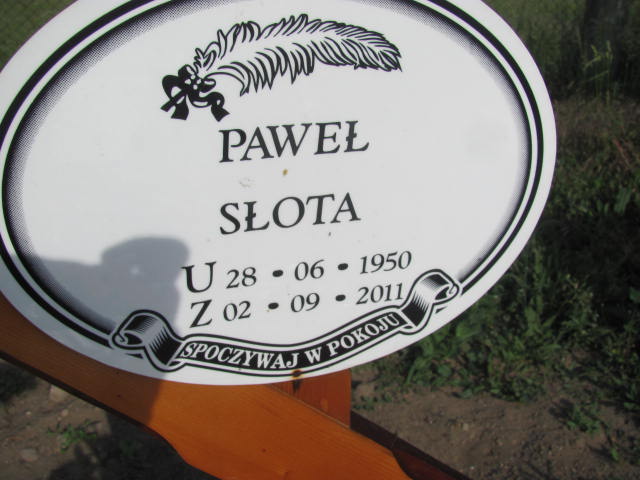 PAWEŁ
SŁOTA
U 28 • 06 • 1950
Z 02 • 09 • 2011
SPOCZYWAJ W POKOJU